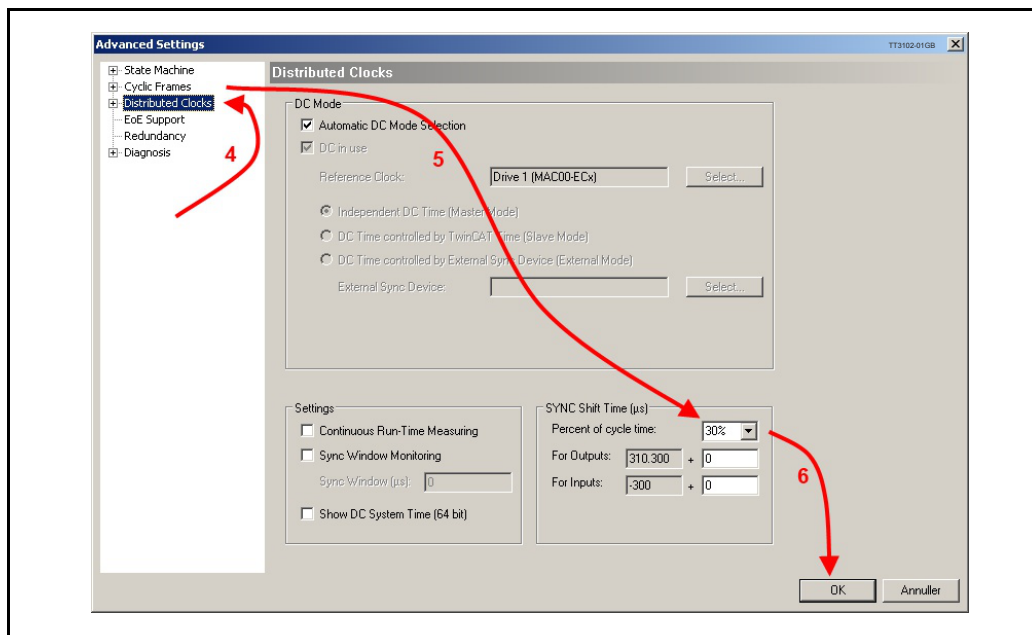 Advanced Settings
TT3102-01GB
State Machine
Cyclic Frames
Distributed Clocks
EoE Support
Redundancy
Diagnosis
4
Distributed Clocks
DC Mode
Automatic DC Mode Selection
DC in use
5
Reference Clock: Drive 1 (MAC00-ECx) Select...
Independent DC Time (Master Mode)
DC Time controlled by TwinCAT Time (Slave Mode)
DC Time controlled by External Sync Device (External Mode)
External Sync Device: Select...
Settings
Continuous Run-Time Measuring
Sync Window Monitoring
Sync Window (µs): 0
Show DC System Time (64 bit)
SYNC Shift Time (µs)
Percent of cycle time: 30%
For Outputs: 310.300 + 0
For Inputs: -300 + 0
6
OK Annuller